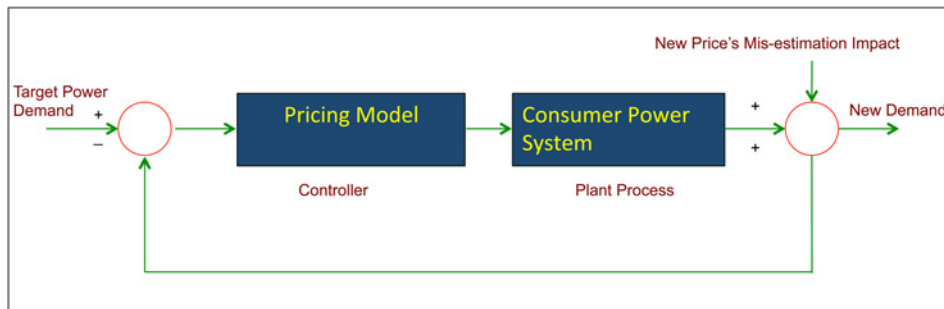 New Price's Mis-estimation Impact
Target Power
Demand
+
−
Pricing Model
Consumer Power
System
+
+
New Demand
Controller
Plant Process